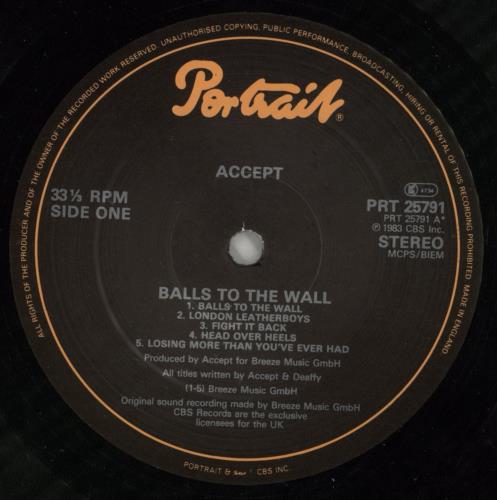 ALL RIGHTS OF THE PRODUCER AND OF THE OWNER OF THE RECORDED WORK RESERVED. UNAUTHORISED COPYING, PUBLIC PERFORMANCE, BROADCASTING, HIRING OR RENTAL OF THIS RECORDING PROHIBITED. MADE IN ENGLAND.
Portrait ®
ACCEPT
33⅓ RPM
SIDE ONE
K 4734
PRT 25791
PRT 25791 A*
℗ 1983 CBS Inc.
STEREO
MCPS/BIEM
BALLS TO THE WALL
1. BALLS TO THE WALL
2. LONDON LEATHERBOYS
3. FIGHT IT BACK
4. HEAD OVER HEELS
5. LOSING MORE THAN YOU'VE EVER HAD
Produced by Accept for Breeze Music GmbH
All titles written by Accept & Deaffy
(1-5) Breeze Music GmbH
Original sound recording made by Breeze Music GmbH
CBS Records are the exclusive
licensees for the UK
PORTRAIT & CBS INC.